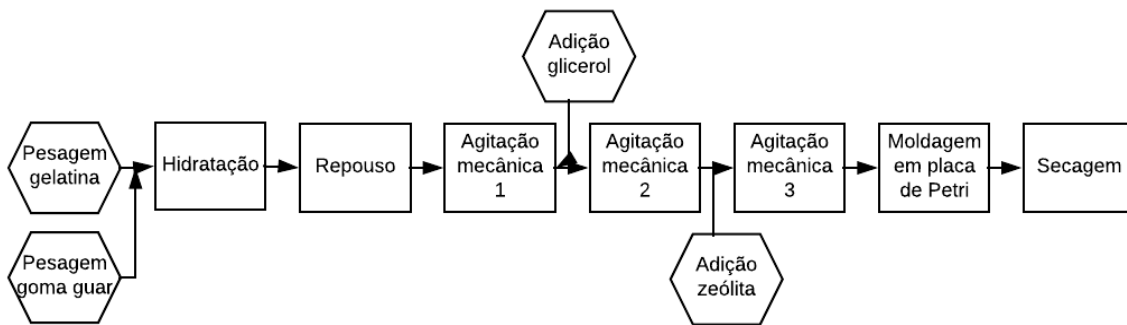 Adição
glicerol
Pesagem
gelatina
Hidratação
Repouso
Agitação
mecânica
1
Agitação
mecânica
2
Agitação
mecânica
3
Moldagem
em placa
de Petri
Secagem
Pesagem
goma guar
Adição
zeólita